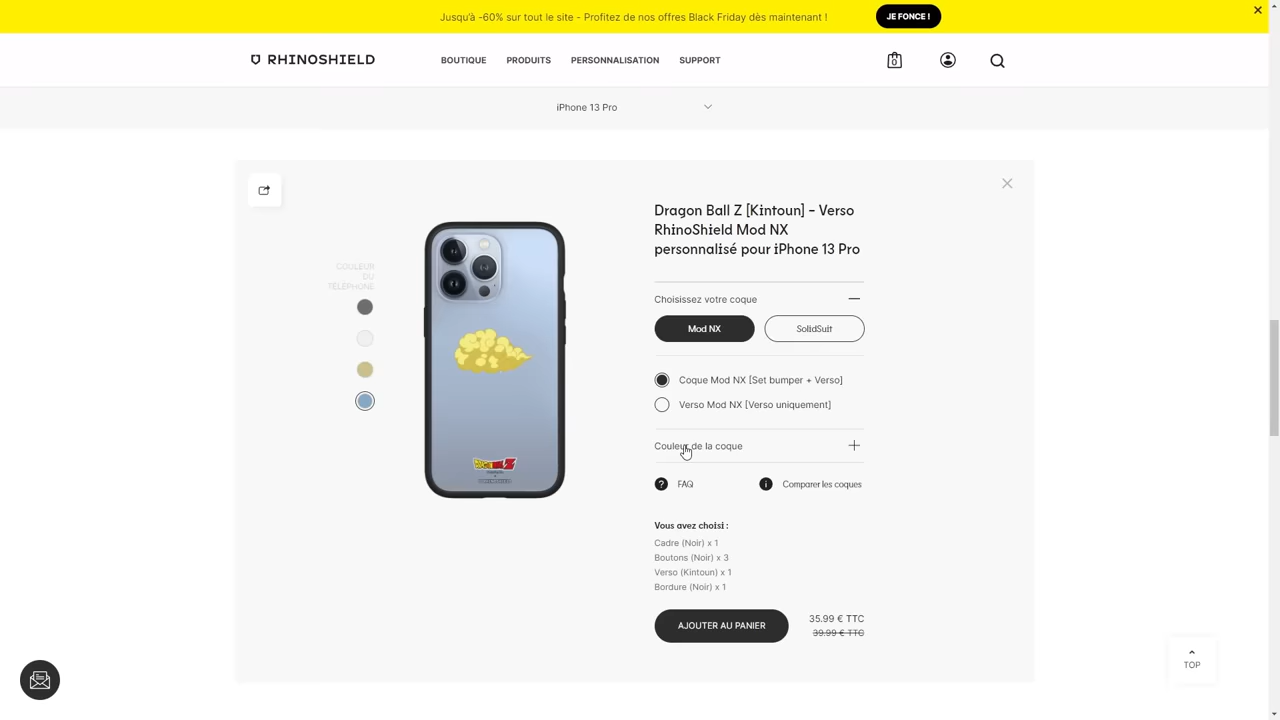 Jusqu'à -60% sur tout le site - Profitez de nos offres Black Friday dès maintenant !
JE FONCE !
RHINOSHIELD
BOUTIQUE
PRODUITS
PERSONNALISATION
SUPPORT
0
iPhone 13 Pro
Dragon Ball Z [Kintoun] - Verso
RhinoShield Mod NX
personnalisé pour iPhone 13 Pro
COULEUR
DU
TÉLÉPHONE
Choisissez votre coque
Mod NX
SolidSuit
Coque Mod NX [Set bumper + Verso]
Verso Mod NX [Verso uniquement]
Couleur de la coque
? FAQ
i Comparer les coques
Vous avez choisi :
Cadre (Noir) x 1
Boutons (Noir) x 3
Verso (Kintoun) x 1
Bordure (Noir) x 1
AJOUTER AU PANIER
35.99 € TTC
39.99 € TTC
TOP